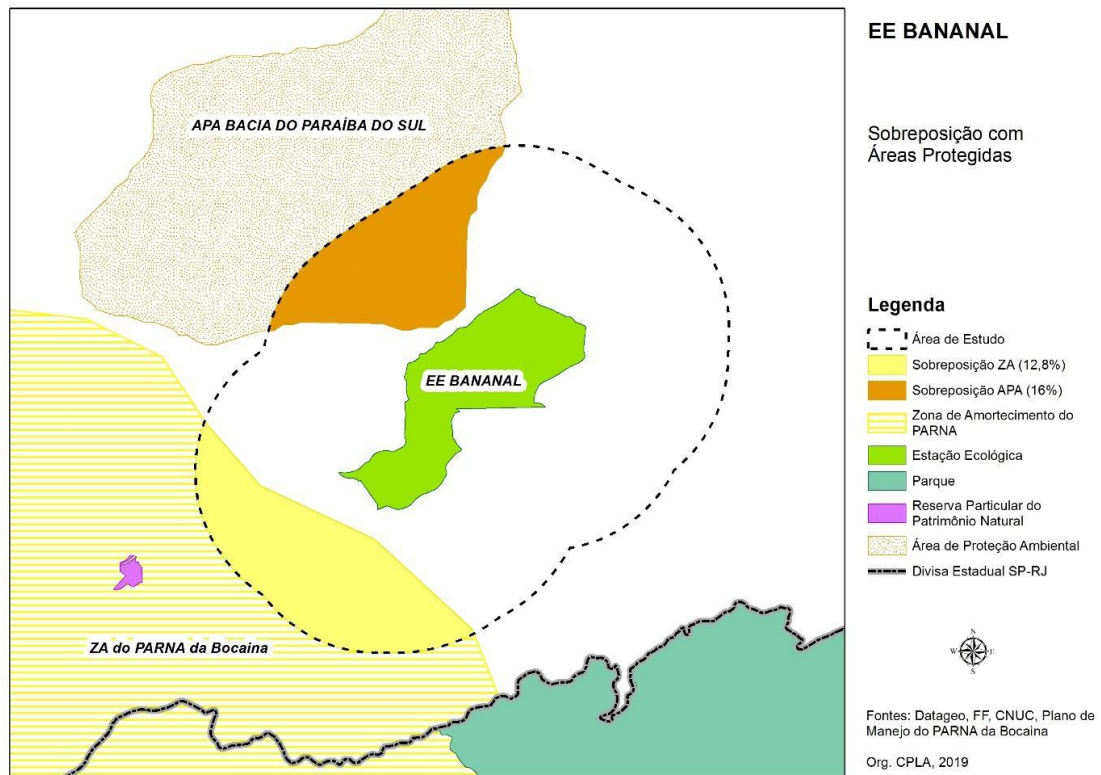 EE BANANAL
Sobreposição com
Áreas Protegidas
APA BACIA DO PARAÍBA DO SUL
EE BANANAL
ZA do PARNA da Bocaina
Legenda
Área de Estudo
Sobreposição ZA (12,8%)
Sobreposição APA (16%)
Zona de Amortecimento do
PARNA
Estação Ecológica
Parque
Reserva Particular do
Patrimônio Natural
Área de Proteção Ambiental
Divisa Estadual SP-RJ
N
W
E
S
Fontes: Datageo, FF, CNUC, Plano de
Manejo do PARNA da Bocaina
Org. CPLA, 2019